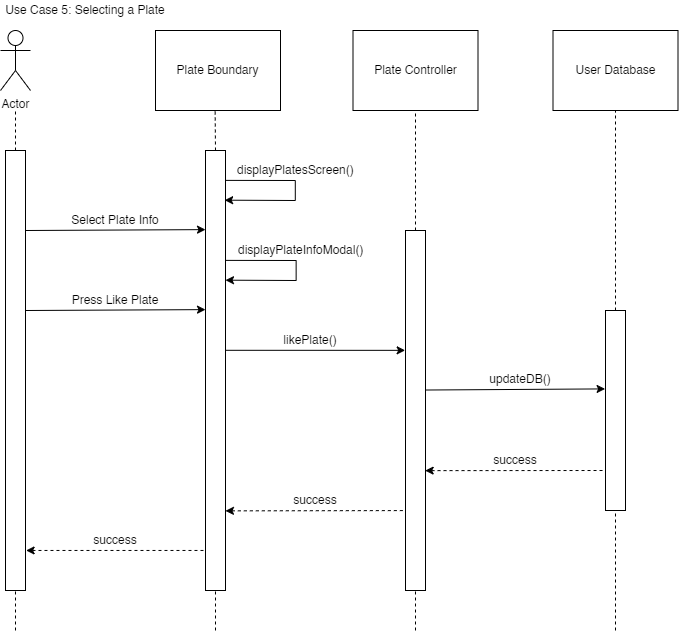 Use Case 5: Selecting a Plate
Actor
Plate Boundary
Plate Controller
User Database
displayPlatesScreen()
Select Plate Info
displayPlateInfoModal()
Press Like Plate
likePlate()
updateDB()
success
success
success